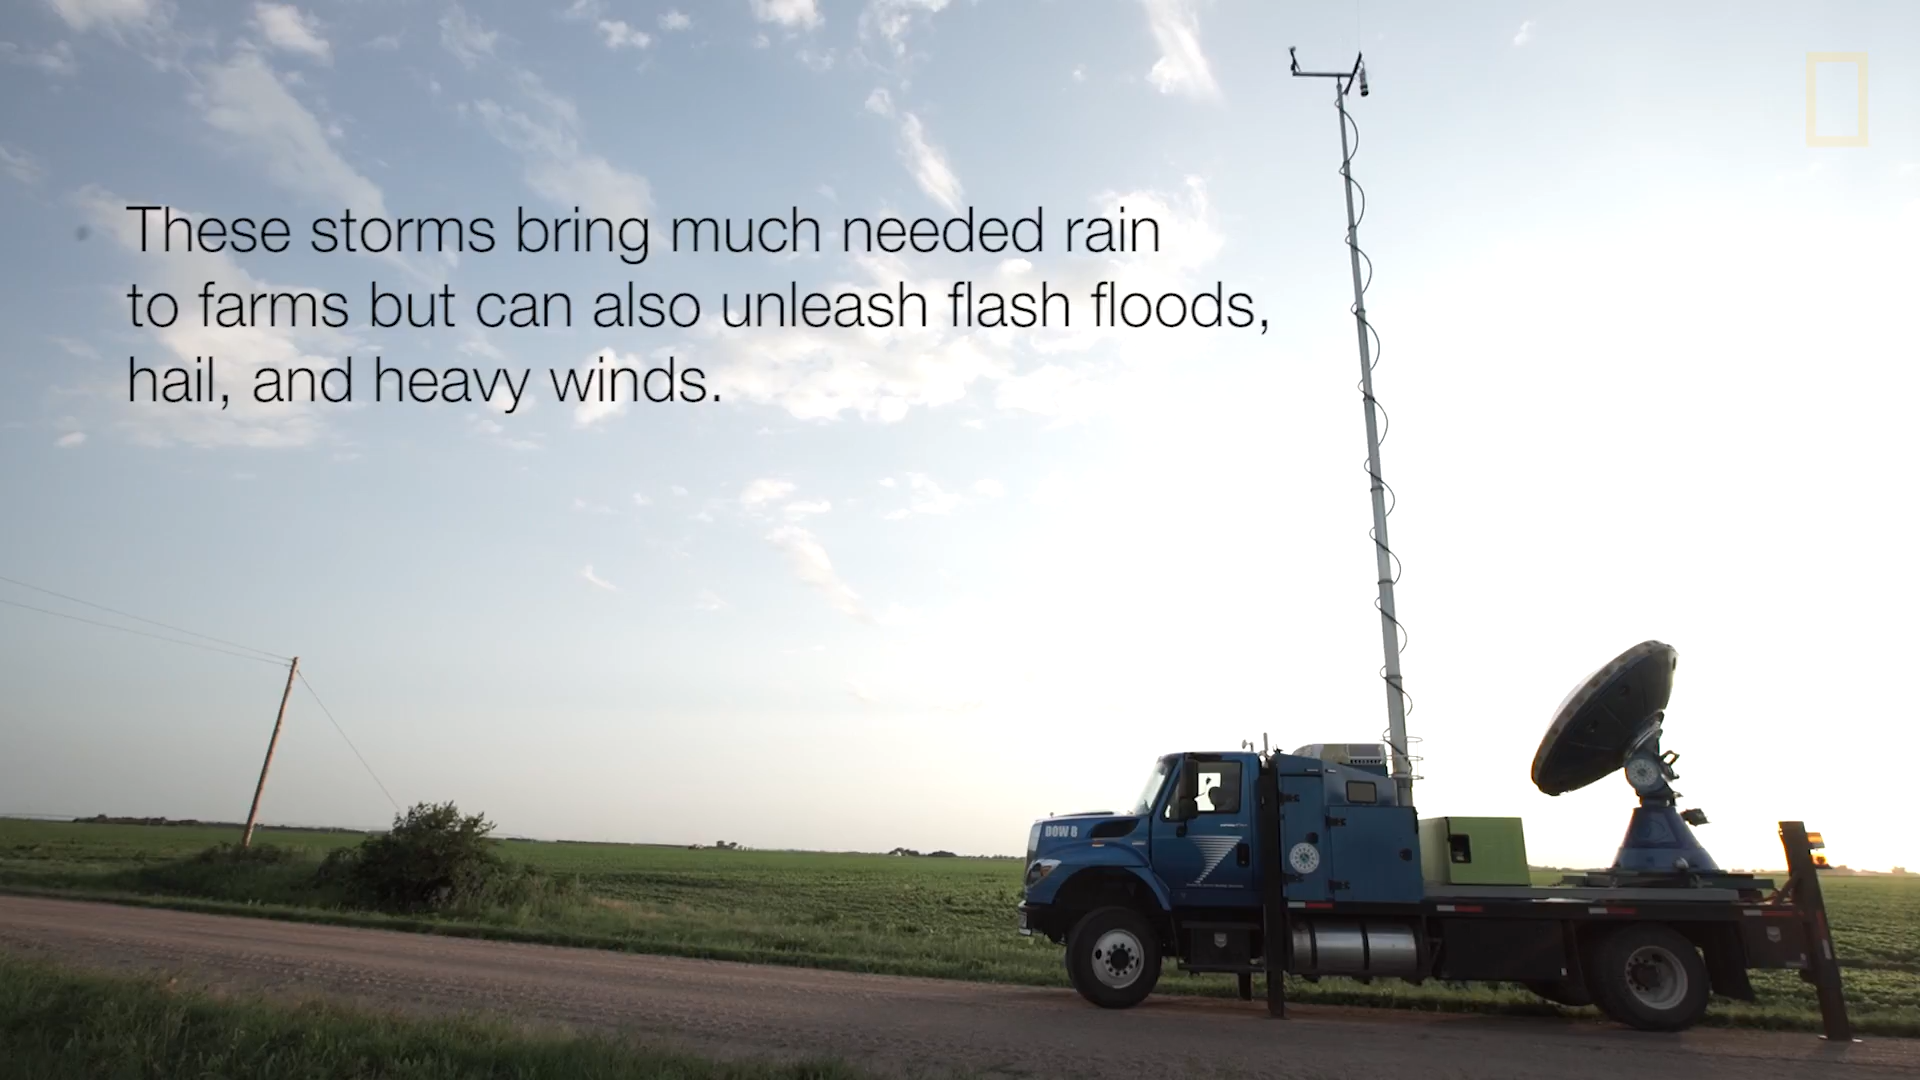 These storms bring much needed rain
to farms but can also unleash flash floods,
hail, and heavy winds.
DOW 8